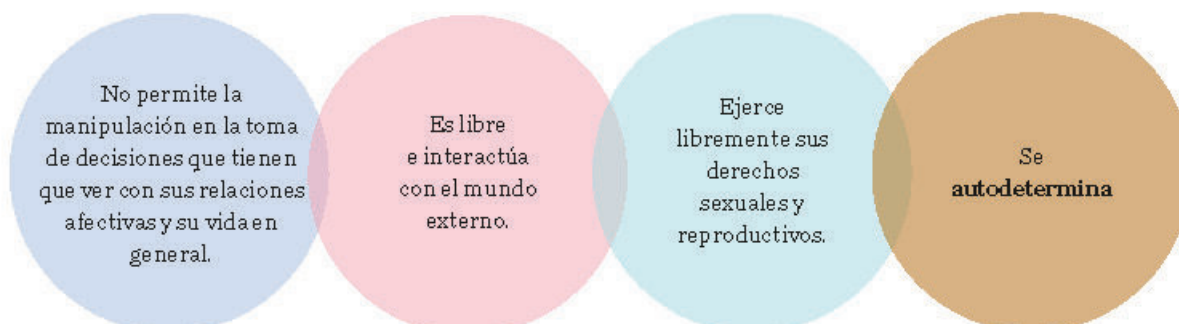 No permite la
manipulación en la toma
de decisiones que tienen
que ver con sus relaciones
afectivas y su vida en
general.
Es libre
e interactúa
con el mundo
externo.
Ejerce
libremente sus
derechos
sexuales y
reproductivos.
Se
autodetermina